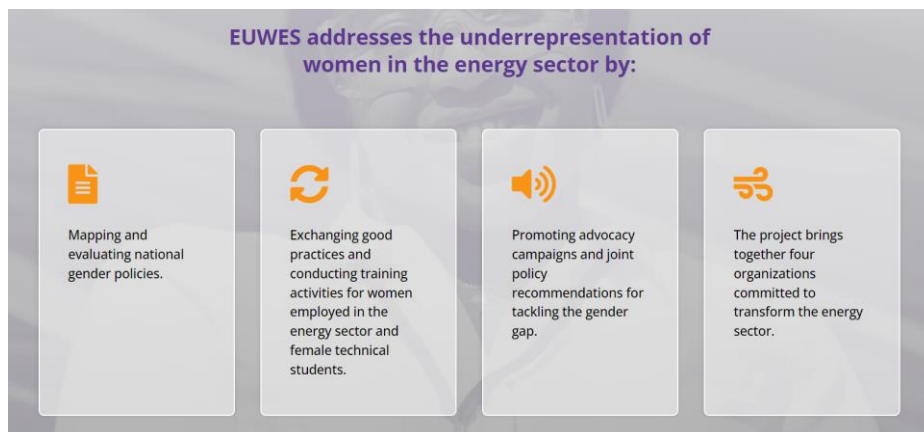 EUWES addresses the underrepresentation of
women in the energy sector by:
Mapping and
evaluating national
gender policies.
Exchanging good
practices and
conducting training
activities for women
employed in the
energy sector and
female technical
students.
Promoting advocacy
campaigns and joint
policy
recommendations for
tackling the gender
gap.
The project brings
together four
organizations
committed to
transform the energy
sector.